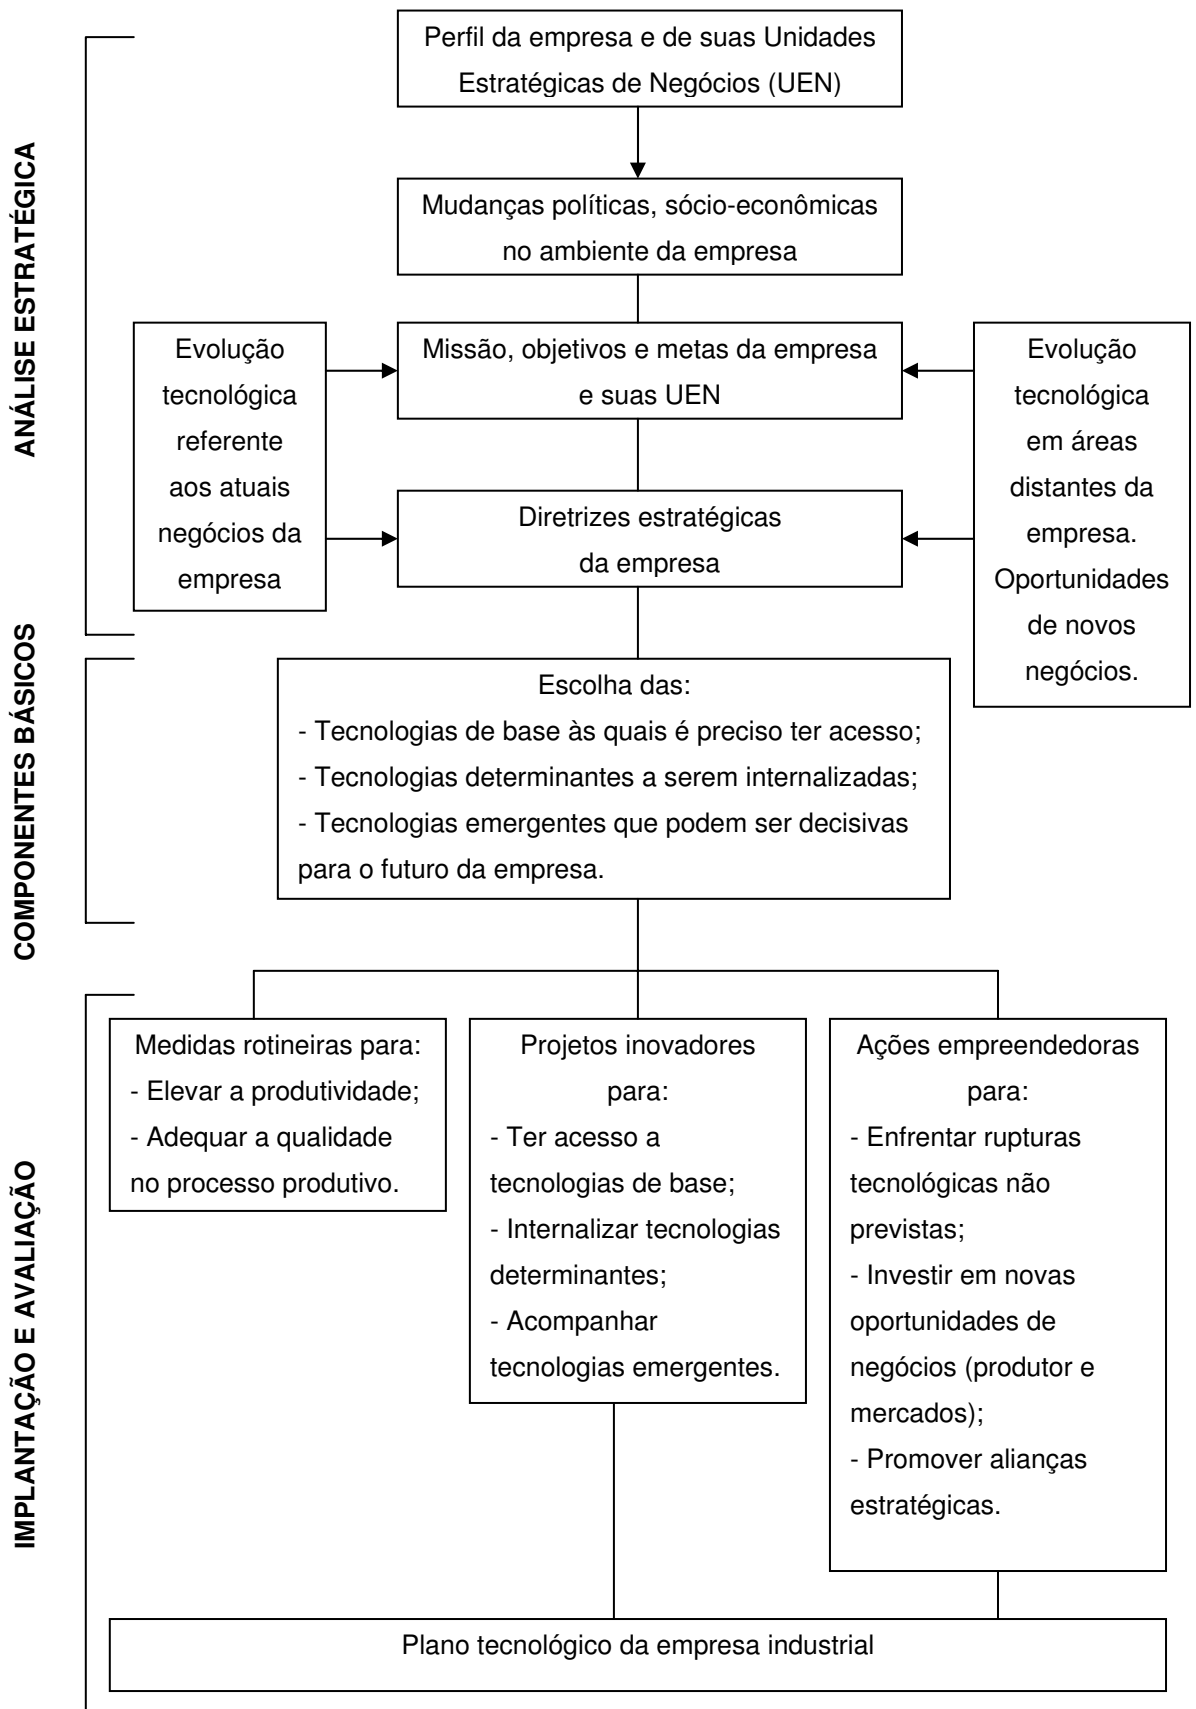 ANÁLISE ESTRATÉGICA
Perfil da empresa e de suas Unidades
Estratégicas de Negócios (UEN)
Mudanças políticas, sócio-econômicas
no ambiente da empresa
Evolução
tecnológica
referente
aos atuais
negócios da
empresa
Missão, objetivos e metas da empresa
e suas UEN
Diretrizes estratégicas
da empresa
Evolução
tecnológica
em áreas
distantes da
empresa.
Oportunidades
de novos
negócios.
COMPONENTES BÁSICOS
Escolha das:
- Tecnologias de base às quais é preciso ter acesso;
- Tecnologias determinantes a serem internalizadas;
- Tecnologias emergentes que podem ser decisivas
para o futuro da empresa.
IMPLANTAÇÃO E AVALIAÇÃO
Medidas rotineiras para:
- Elevar a produtividade;
- Adequar a qualidade
no processo produtivo.
Projetos inovadores
para:
- Ter acesso a
tecnologias de base;
- Internalizar tecnologias
determinantes;
- Acompanhar
tecnologias emergentes.
Ações empreendedoras
para:
- Enfrentar rupturas
tecnológicas não
previstas;
- Investir em novas
oportunidades de
negócios (produtor e
mercados);
- Promover alianças
estratégicas.
Plano tecnológico da empresa industrial